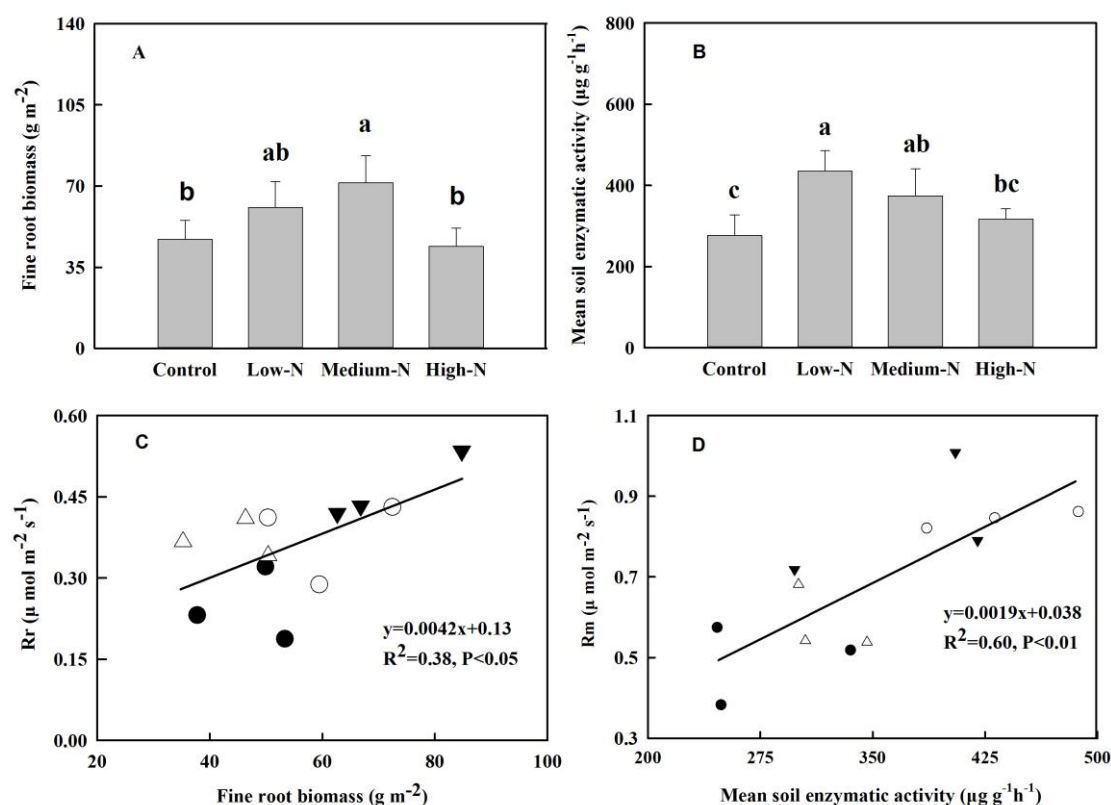 A
Fine root biomass (g m⁻²)
140
105
70
35
0
b
ab
a
b
Control Low-N Medium-N High-N
B
Mean soil enzymatic activity (µg g⁻¹h⁻¹)
800
600
400
200
0
c
a
ab
bc
Control Low-N Medium-N High-N
C
Rr (µ mol m⁻² s⁻¹)
0.60
0.45
0.30
0.15
0.00
y=0.0042x+0.13
R²=0.38, P<0.05
20 40 60 80 100
Fine root biomass (g m⁻²)
D
Rm (µ mol m⁻² s⁻¹)
1.1
0.9
0.7
0.5
0.3
y=0.0019x+0.038
R²=0.60, P<0.01
200 275 350 425 500
Mean soil enzymatic activity (µg g⁻¹h⁻¹)